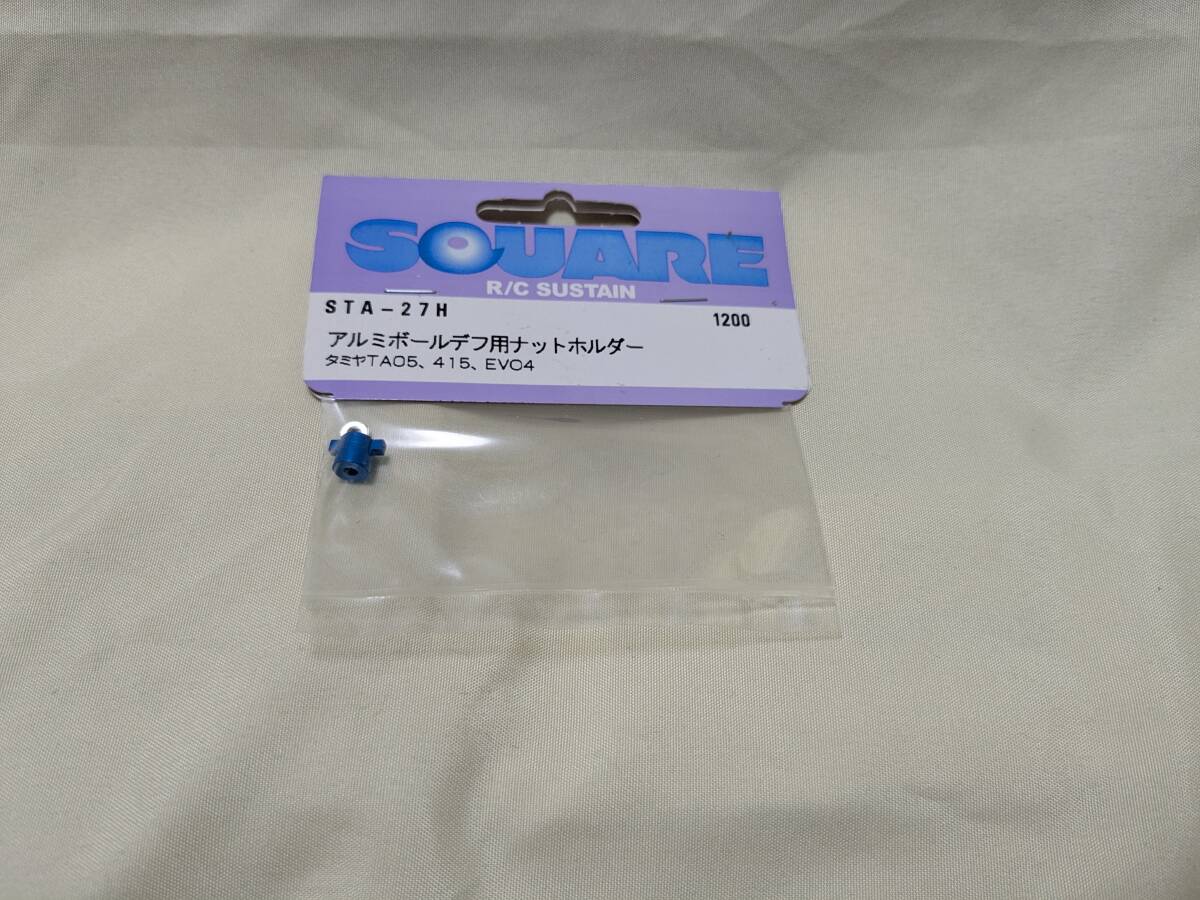 SQUARE
R/C SUSTAIN
STA-27H 1200
アルミボールデフ用ナットホルダー
タミヤTA05、415、EVO4